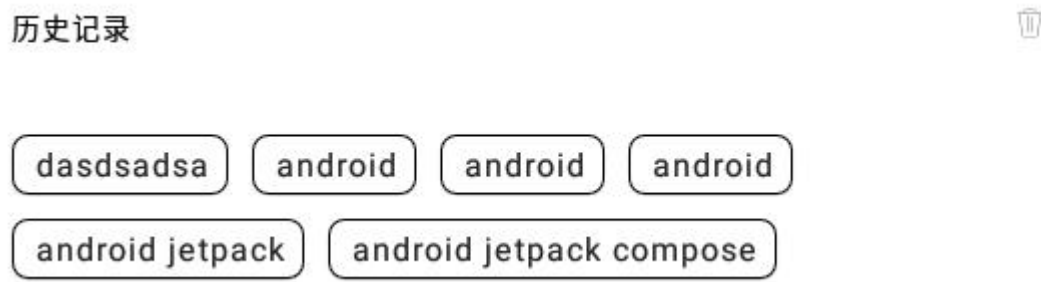 历史记录
dasdsadsa android android android
android jetpack android jetpack compose